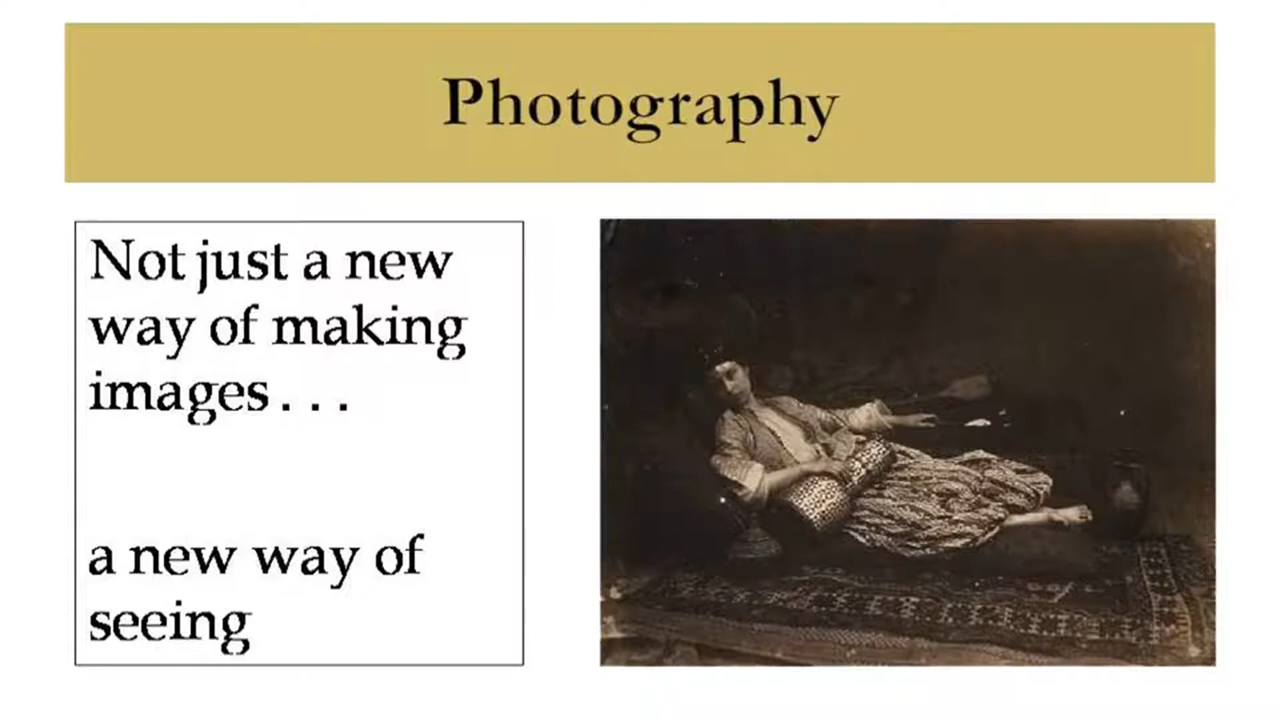 Photography
Not just a new
way of making
images . . .
a new way of
seeing